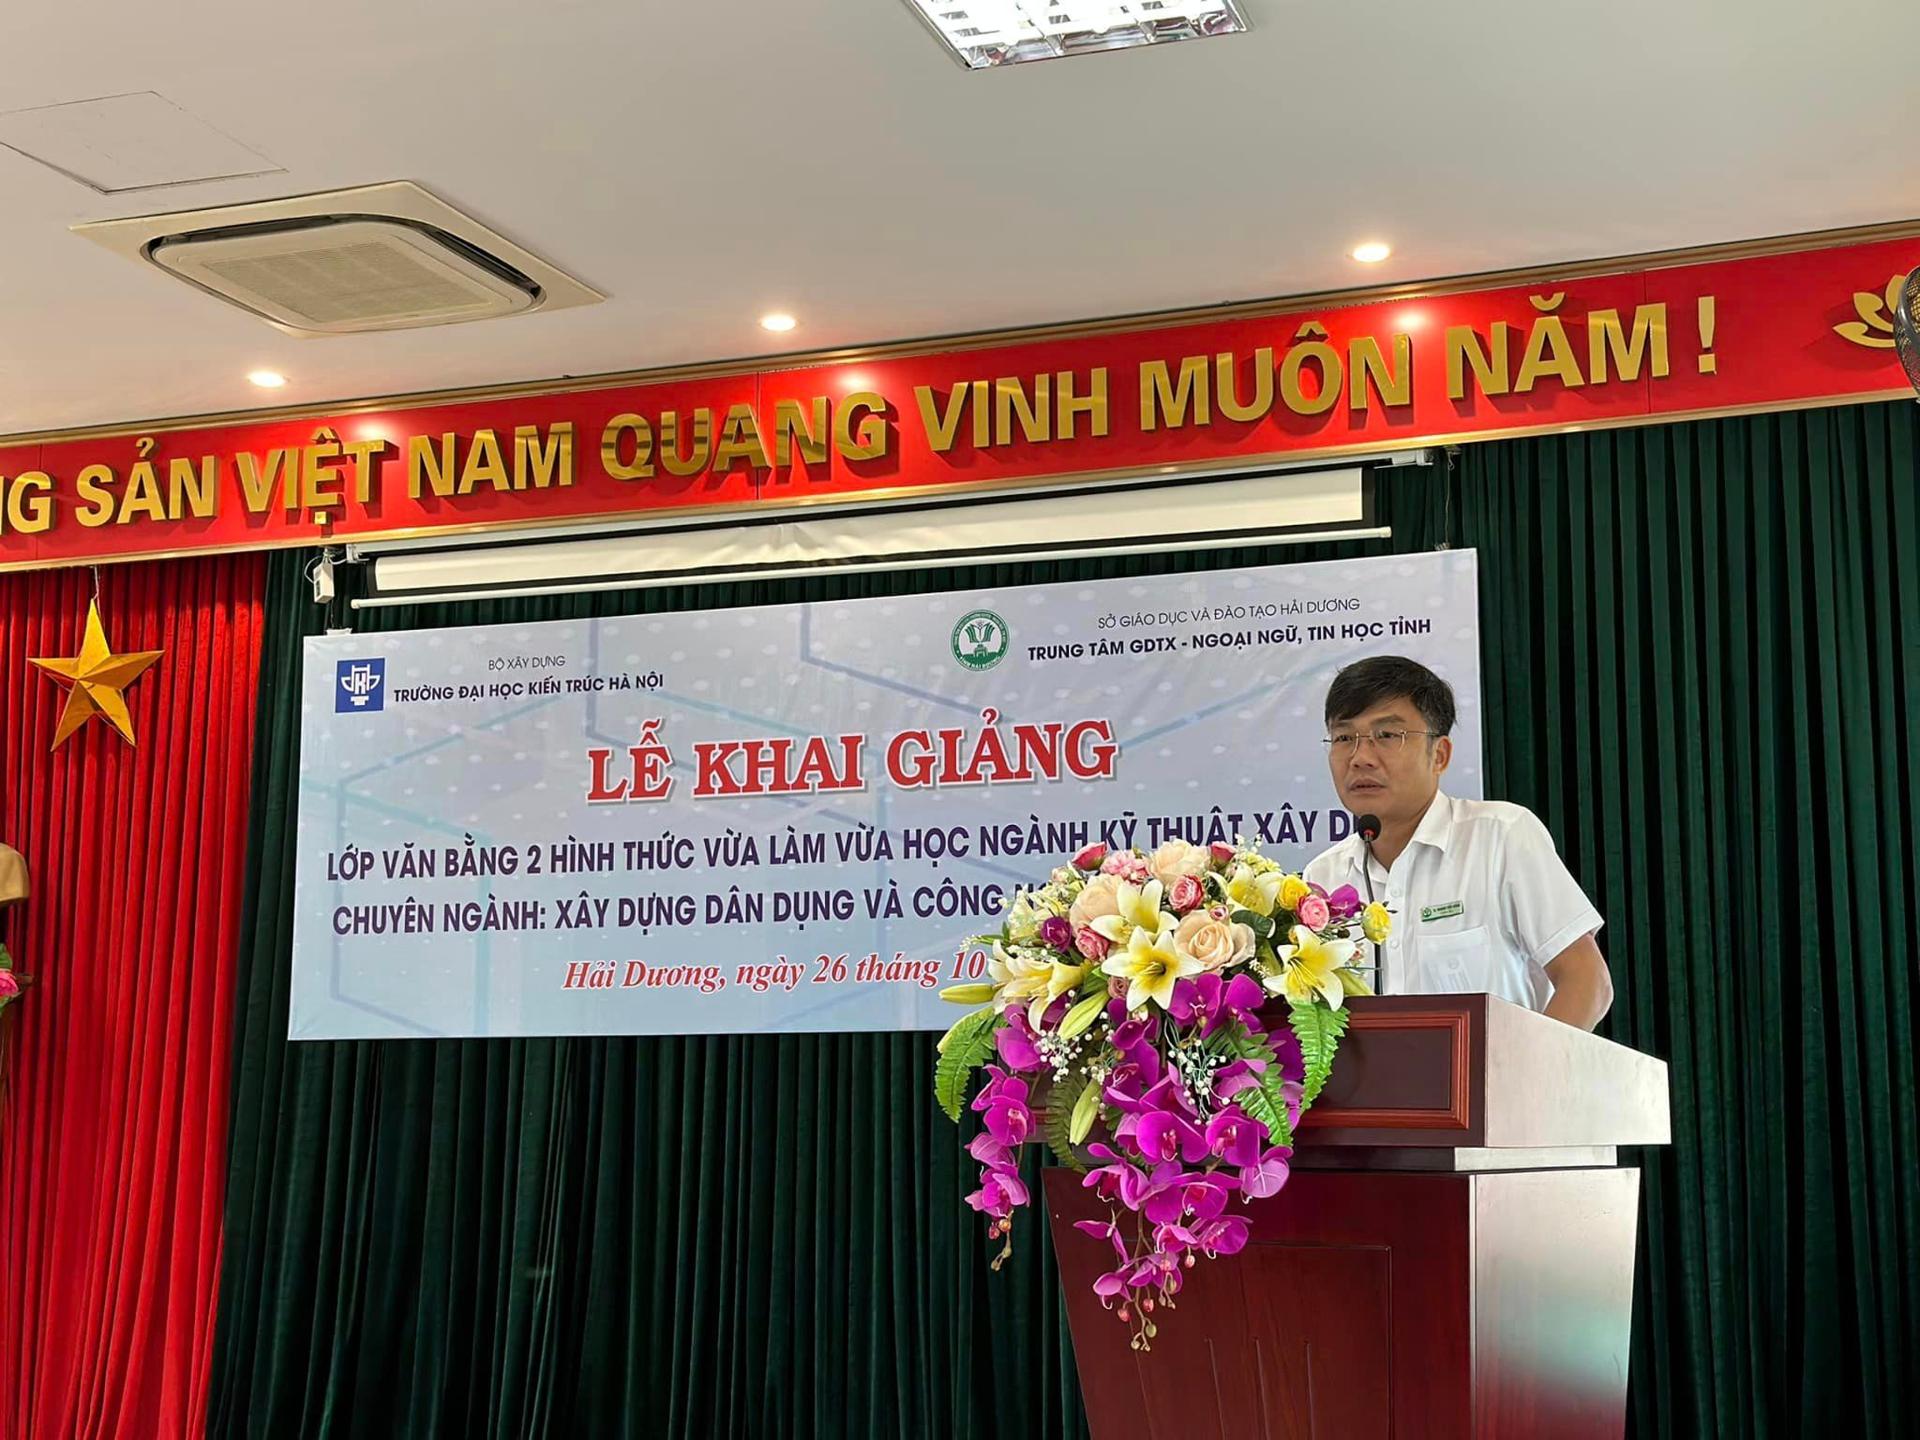 NG SẢN VIỆT NAM QUANG VINH MUÔN NĂM !
BỘ XÂY DỰNG
TRƯỜNG ĐẠI HỌC KIẾN TRÚC HÀ NỘI
SỞ GIÁO DỤC VÀ ĐÀO TẠO HẢI DƯƠNG
TRUNG TÂM GDTX - NGOẠI NGỮ, TIN HỌC TỈNH
LỄ KHAI GIẢNG
LỚP VĂN BẰNG 2 HÌNH THỨC VỪA LÀM VỪA HỌC NGÀNH KỸ THUẬT XÂY D
CHUYÊN NGÀNH: XÂY DỰNG DÂN DỤNG VÀ CÔNG
Hải Dương, ngày 26 tháng 10